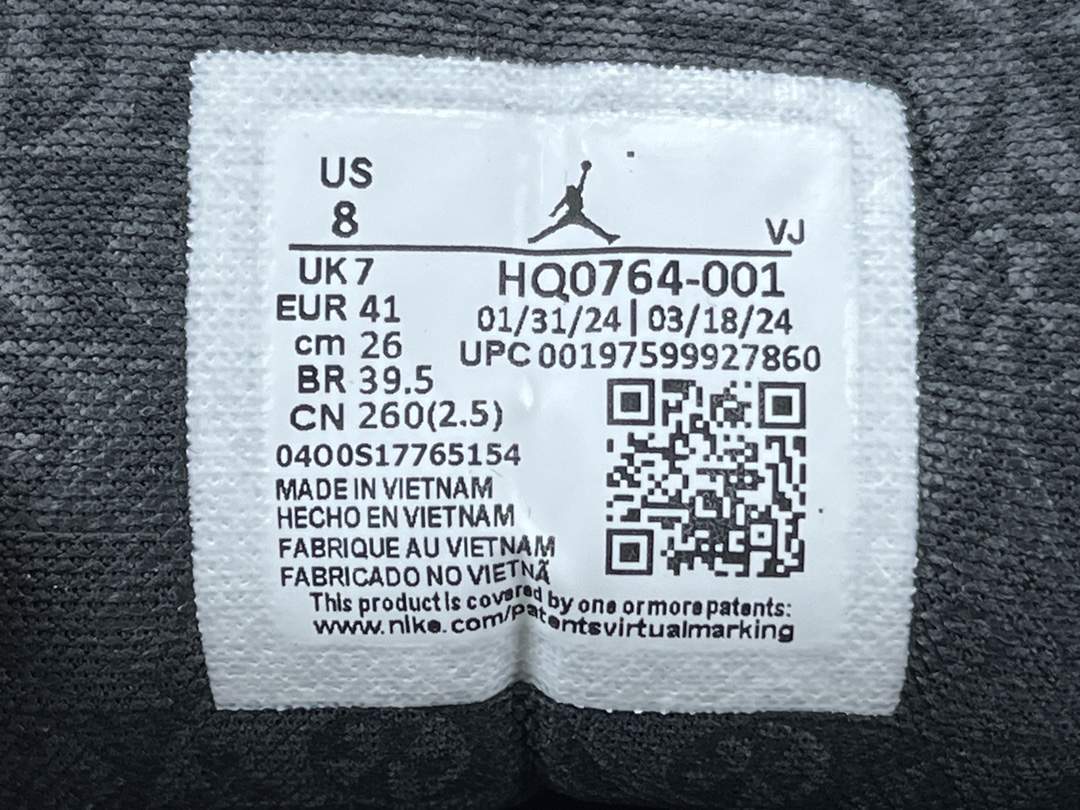 US
8
VJ
UK 7
HQ0764-001
EUR 41
01/31/24 | 03/18/24
cm 26
UPC 00197599927860
BR 39.5
CN 260(2.5)
0400S17765154
MADE IN VIETNAM
HECHO EN VIETNAM
FABRIQUE AU VIETNAM
FABRICADO NO VIETNÃ
This product is covered by one or more patents:
www.nike.com/patentsvirtualmarking